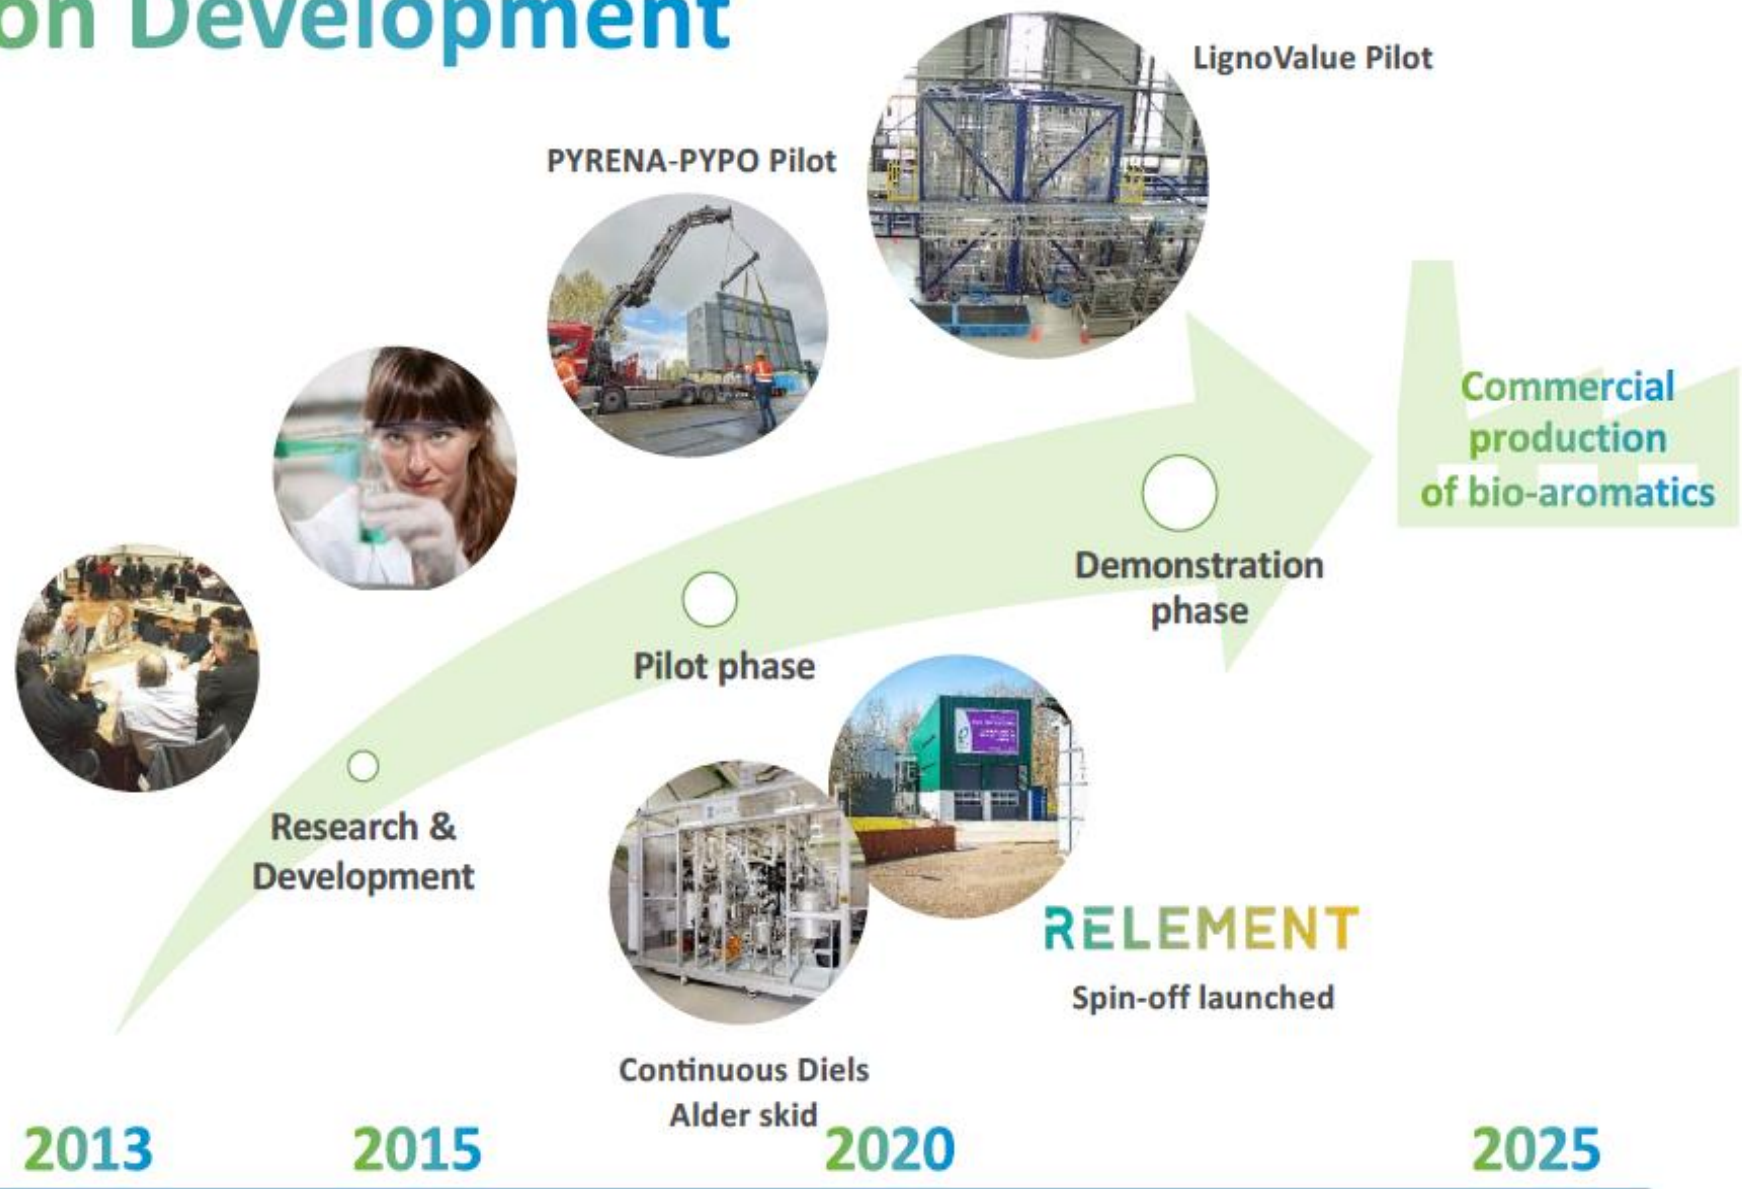 on Development
LignoValue Pilot
PYRENA-PYPO Pilot
Commercial
production
of bio-aromatics
Demonstration
phase
Pilot phase
Research &
Development
RELEMENT
Spin-off launched
Continuous Diels
Alder skid
2013
2015
2020
2025